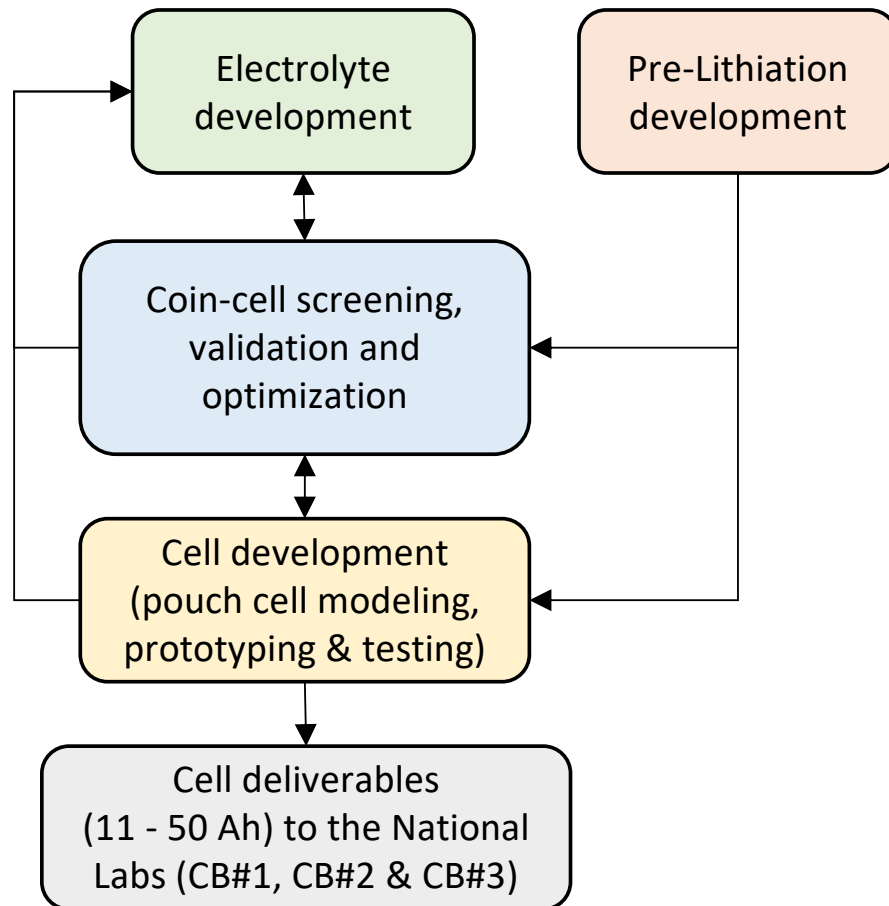 Electrolyte
development
Pre-Lithiation
development
Coin-cell screening,
validation and
optimization
Cell development
(pouch cell modeling,
prototyping & testing)
Cell deliverables
(11 - 50 Ah) to the National
Labs (CB#1, CB#2 & CB#3)